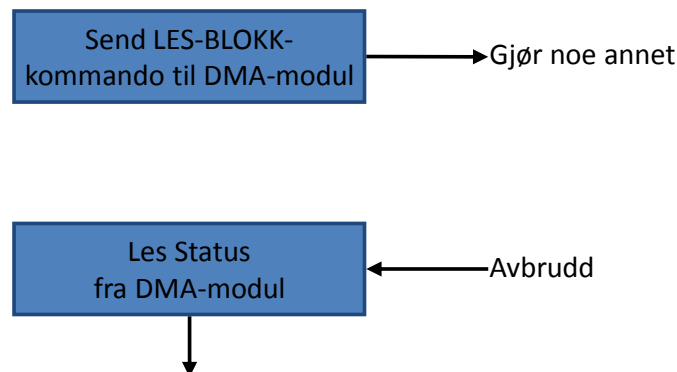 Send LES-BLOKK-
kommando til DMA-modul
Gjør noe annet
Les Status
fra DMA-modul
Avbrudd